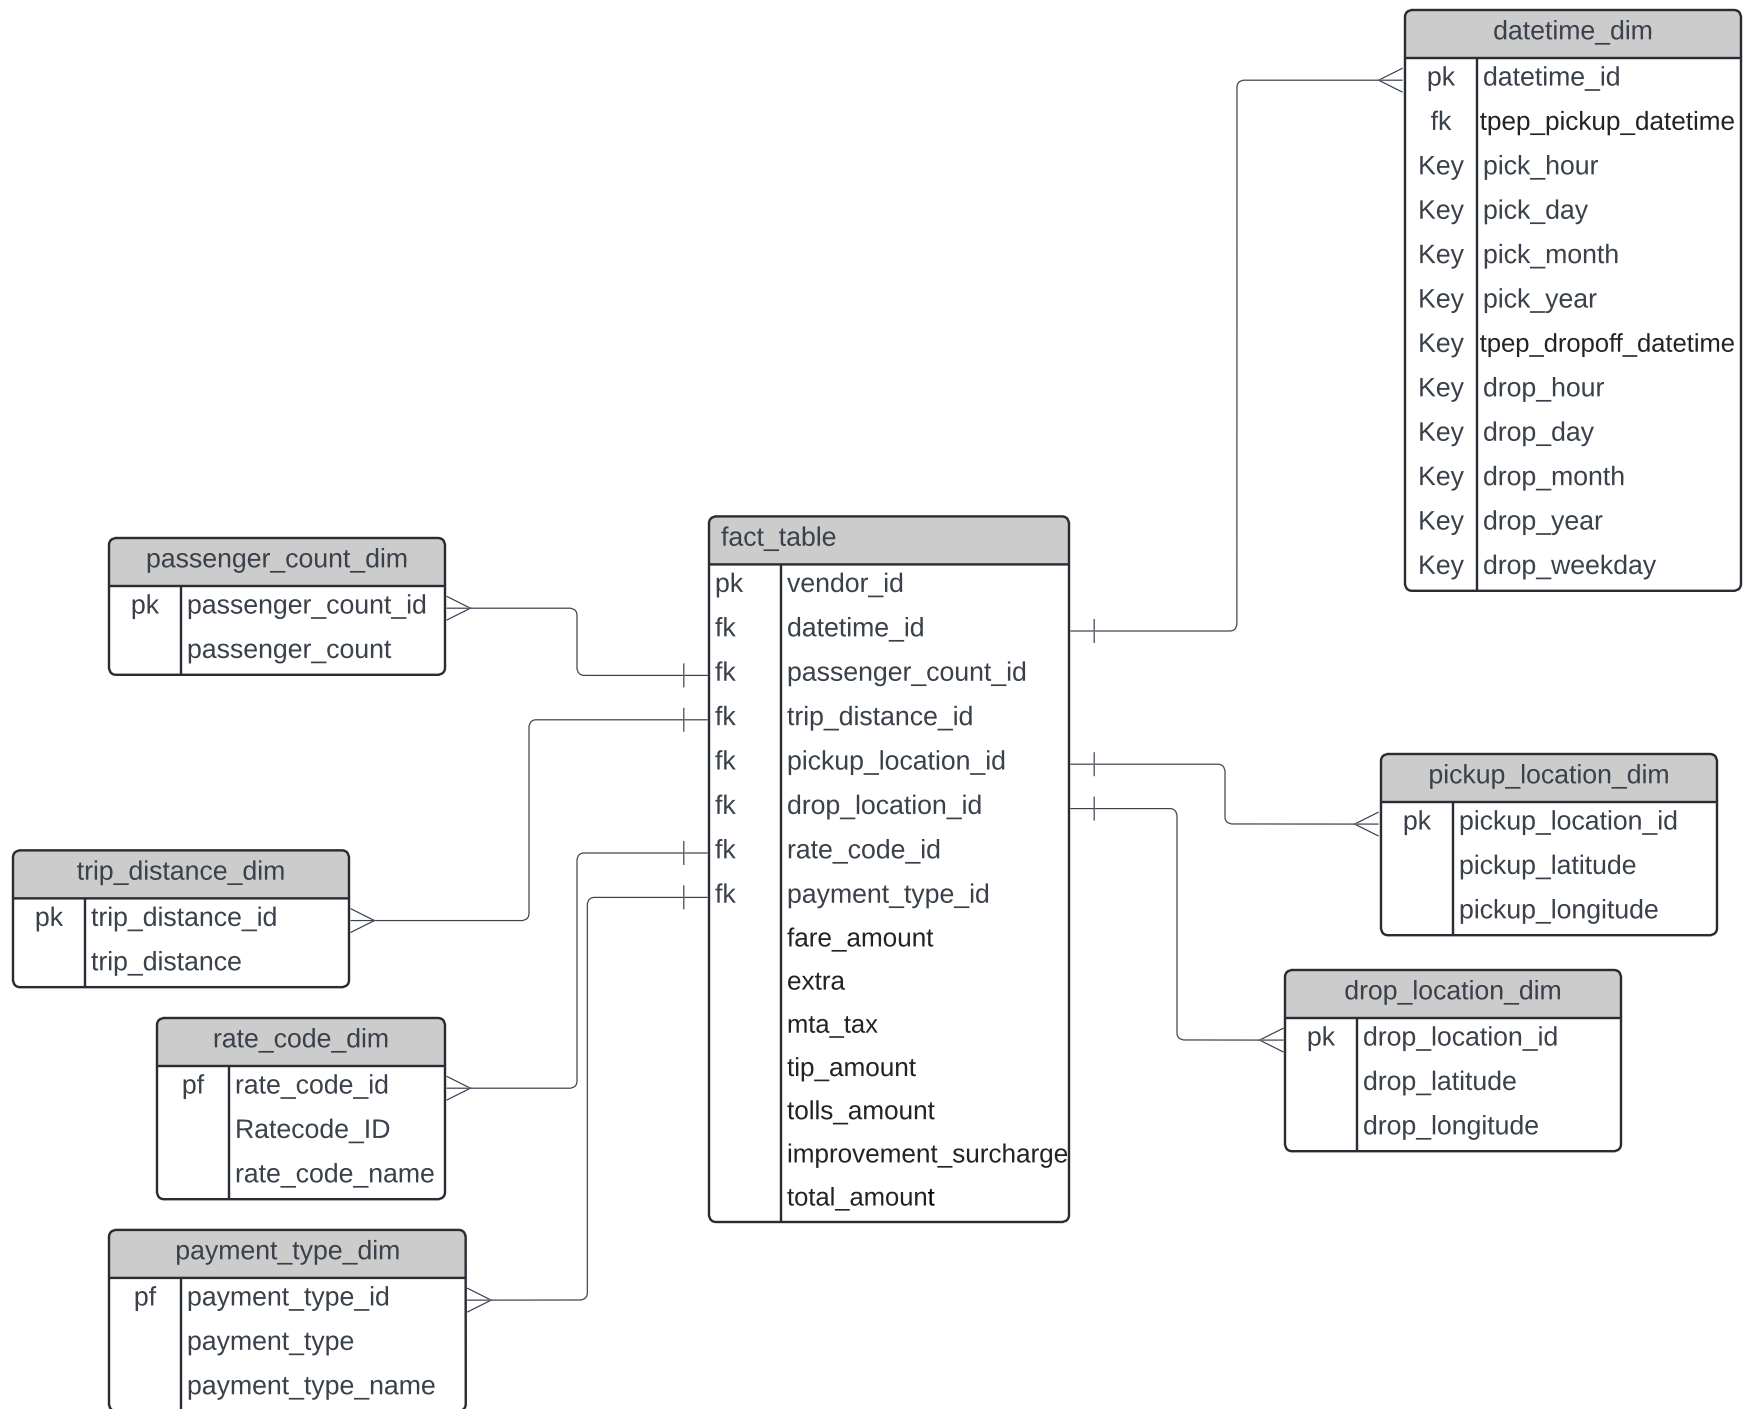 datetime_dim
pk datetime_id
fk tpep_pickup_datetime
Key pick_hour
Key pick_day
Key pick_month
Key pick_year
Key tpep_dropoff_datetime
Key drop_hour
Key drop_day
Key drop_month
Key drop_year
Key drop_weekday
passenger_count_dim
pk passenger_count_id
passenger_count
fact_table
pk vendor_id
fk datetime_id
fk passenger_count_id
fk trip_distance_id
fk pickup_location_id
fk drop_location_id
fk rate_code_id
fk payment_type_id
fare_amount
extra
mta_tax
tip_amount
tolls_amount
improvement_surcharge
total_amount
pickup_location_dim
pk pickup_location_id
pickup_latitude
pickup_longitude
trip_distance_dim
pk trip_distance_id
trip_distance
drop_location_dim
pk drop_location_id
drop_latitude
drop_longitude
rate_code_dim
pf rate_code_id
Ratecode_ID
rate_code_name
payment_type_dim
pf payment_type_id
payment_type
payment_type_name